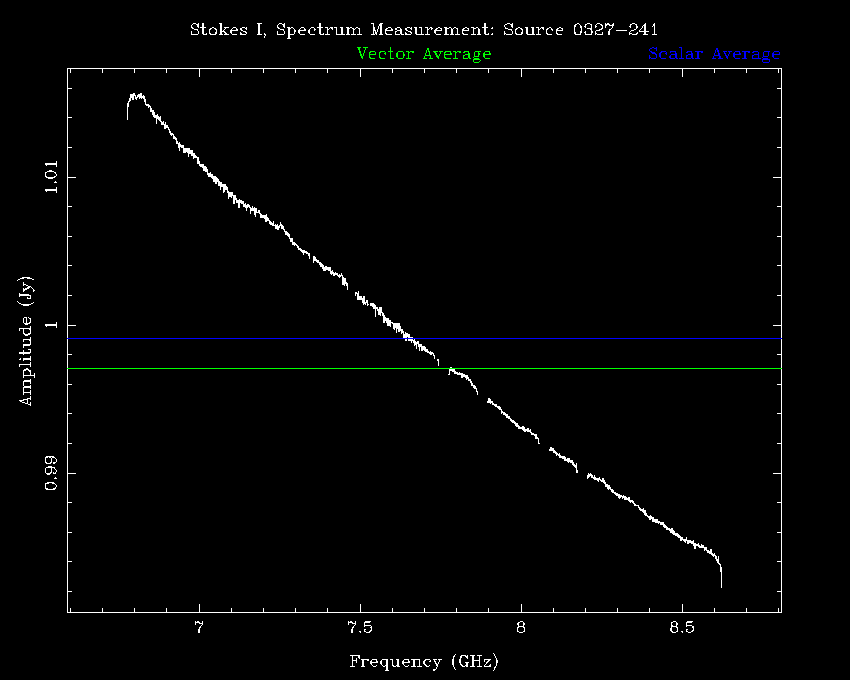 Stokes I, Spectrum Measurement: Source 0327−241
Vector Average
Scalar Average
1.01
1
0.99
Amplitude (Jy)
7
7.5
8
8.5
Frequency (GHz)